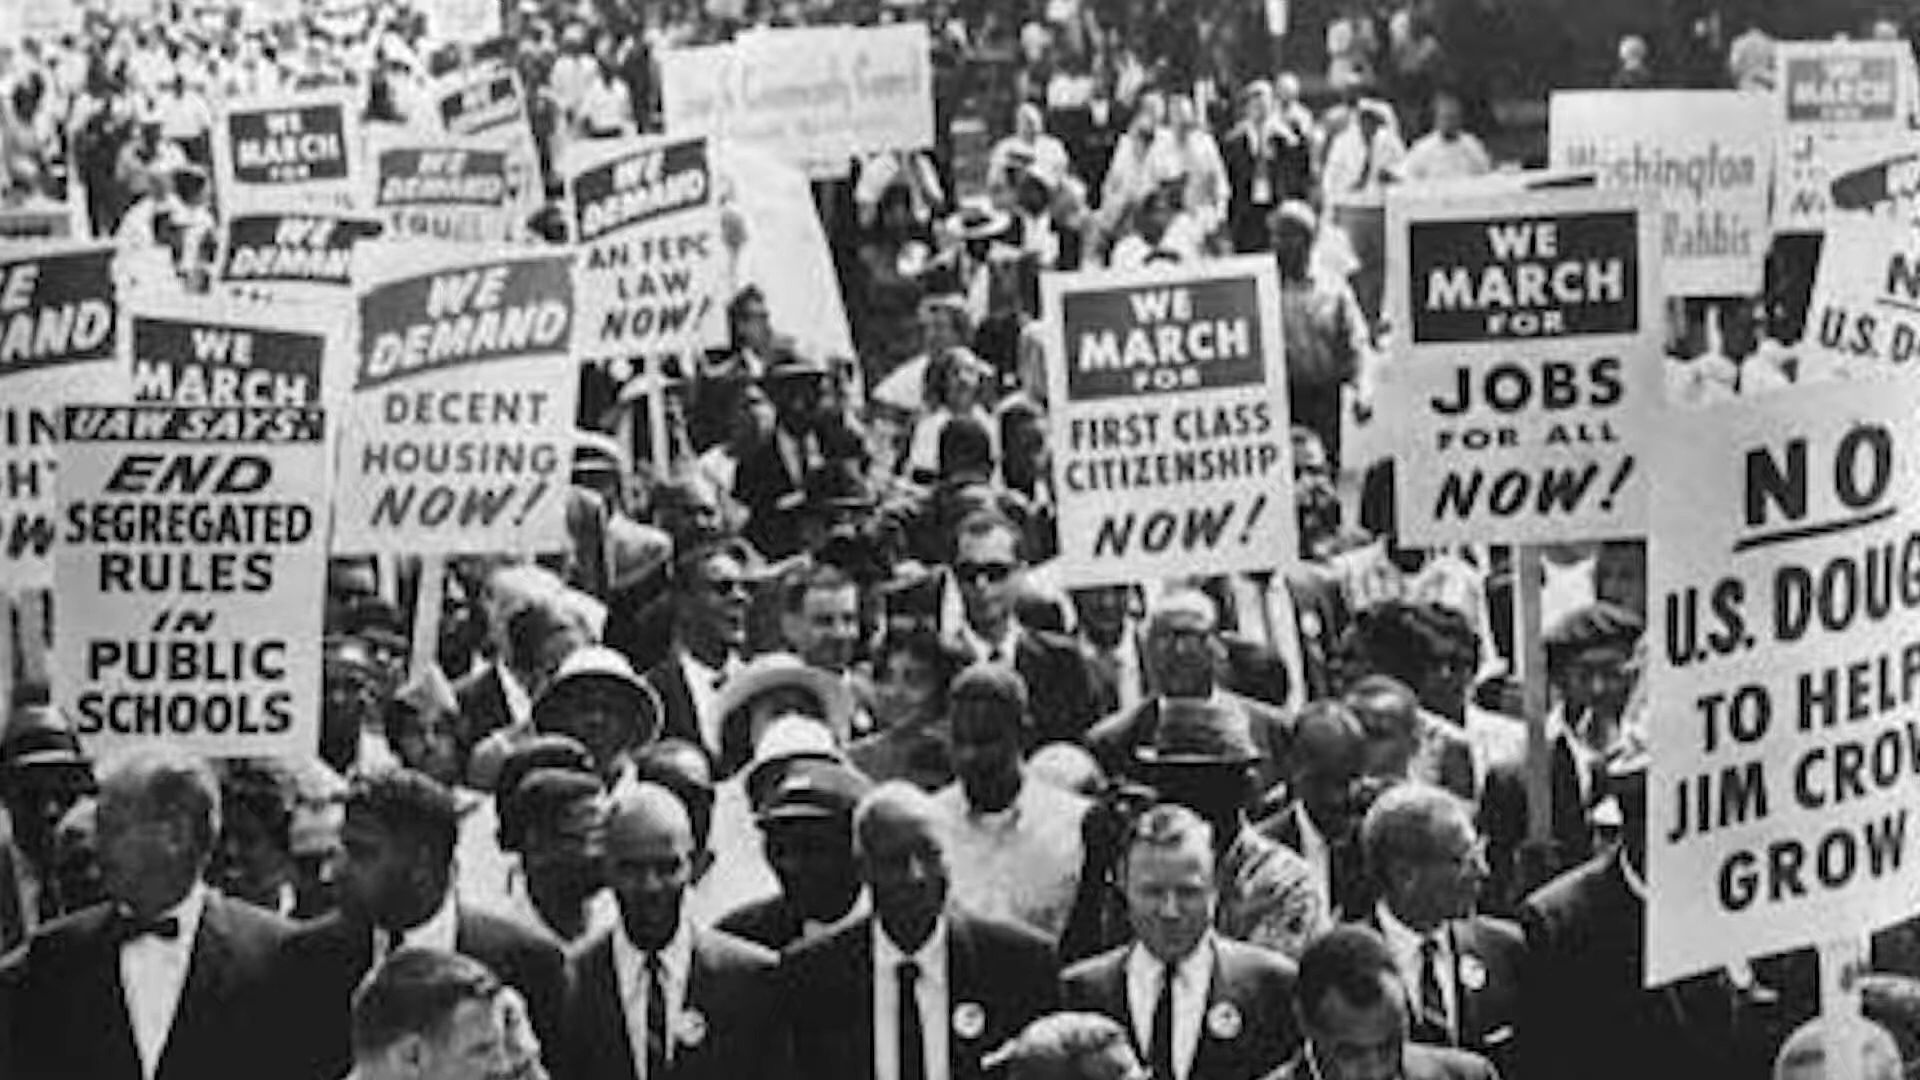 WE
MARCH
FOR
WE
DEMAND
WE
DEMAND
WE
DEMAND
AN FEPC
LAW
NOW!
WE
MARCH
UAW SAYS:
END
SEGREGATED
RULES
IN
PUBLIC
SCHOOLS
WE
DEMAND
DECENT
HOUSING
NOW!
WE
MARCH
FOR
FIRST CLASS
CITIZENSHIP
NOW!
WE
MARCH
FOR
JOBS
FOR ALL
NOW!
Washington
Rabbis
WE
MARCH
NO
U.S. DOUG
TO HELP
JIM CROW
GROW
U.S. D